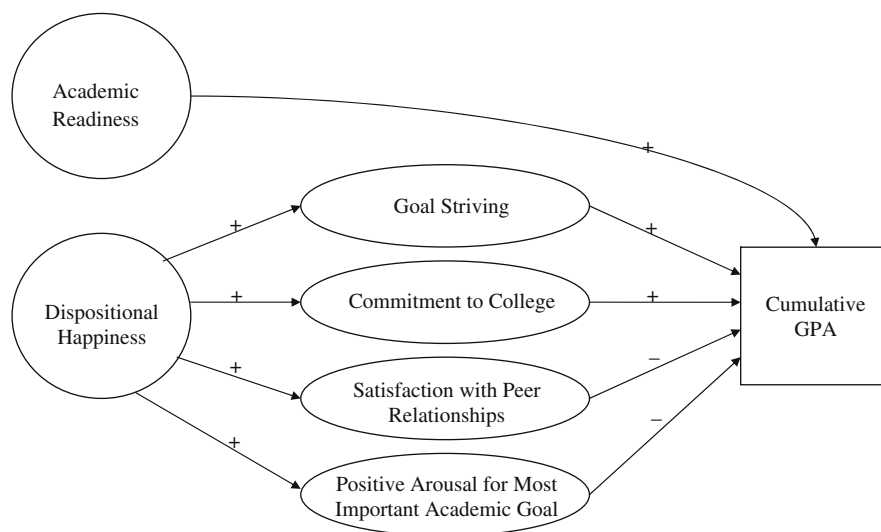 Academic
Readiness
+
Goal Striving
+
+
Dispositional
Happiness
+
Commitment to College
+
Cumulative
GPA
+
Satisfaction with Peer
Relationships
–
+
Positive Arousal for Most
Important Academic Goal
–